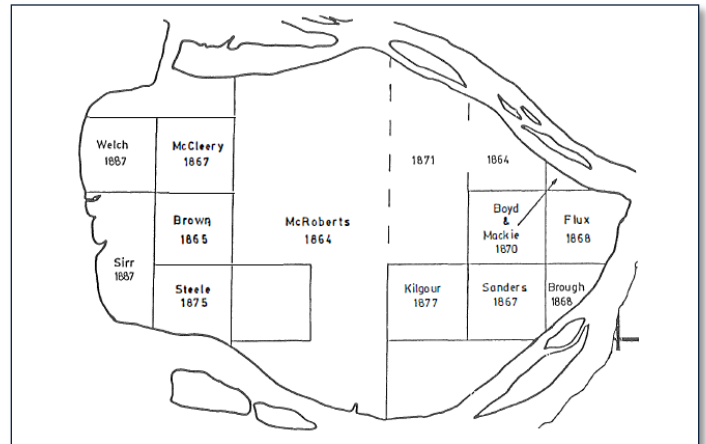 Welch
1887
McCleery
1867
1871
1864
Brown
1865
McRoberts
1864
Boyd
&
Mackie
1870
Flux
1868
Sirr
1887
Steele
1875
Kilgour
1877
Sanders
1867
Brough
1868